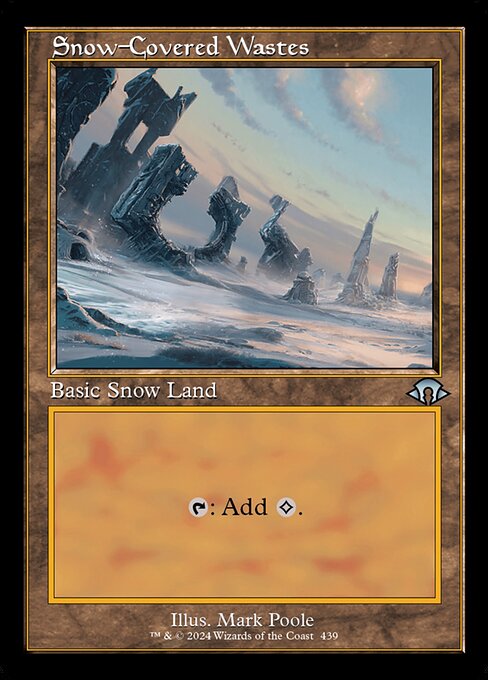 Snow-Covered Wastes
Basic Snow Land
: Add .
Illus. Mark Poole
™ & © 2024 Wizards of the Coast 439